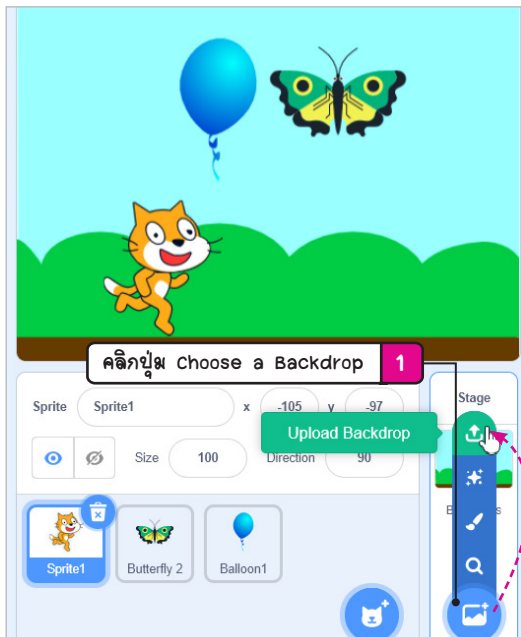 คลิกปุ่ม Choose a Backdrop 1
Sprite Sprite1 x -105 y -97
Stage
Upload Backdrop
Size 100 Direction 90
Sprite1
Butterfly 2
Balloon1